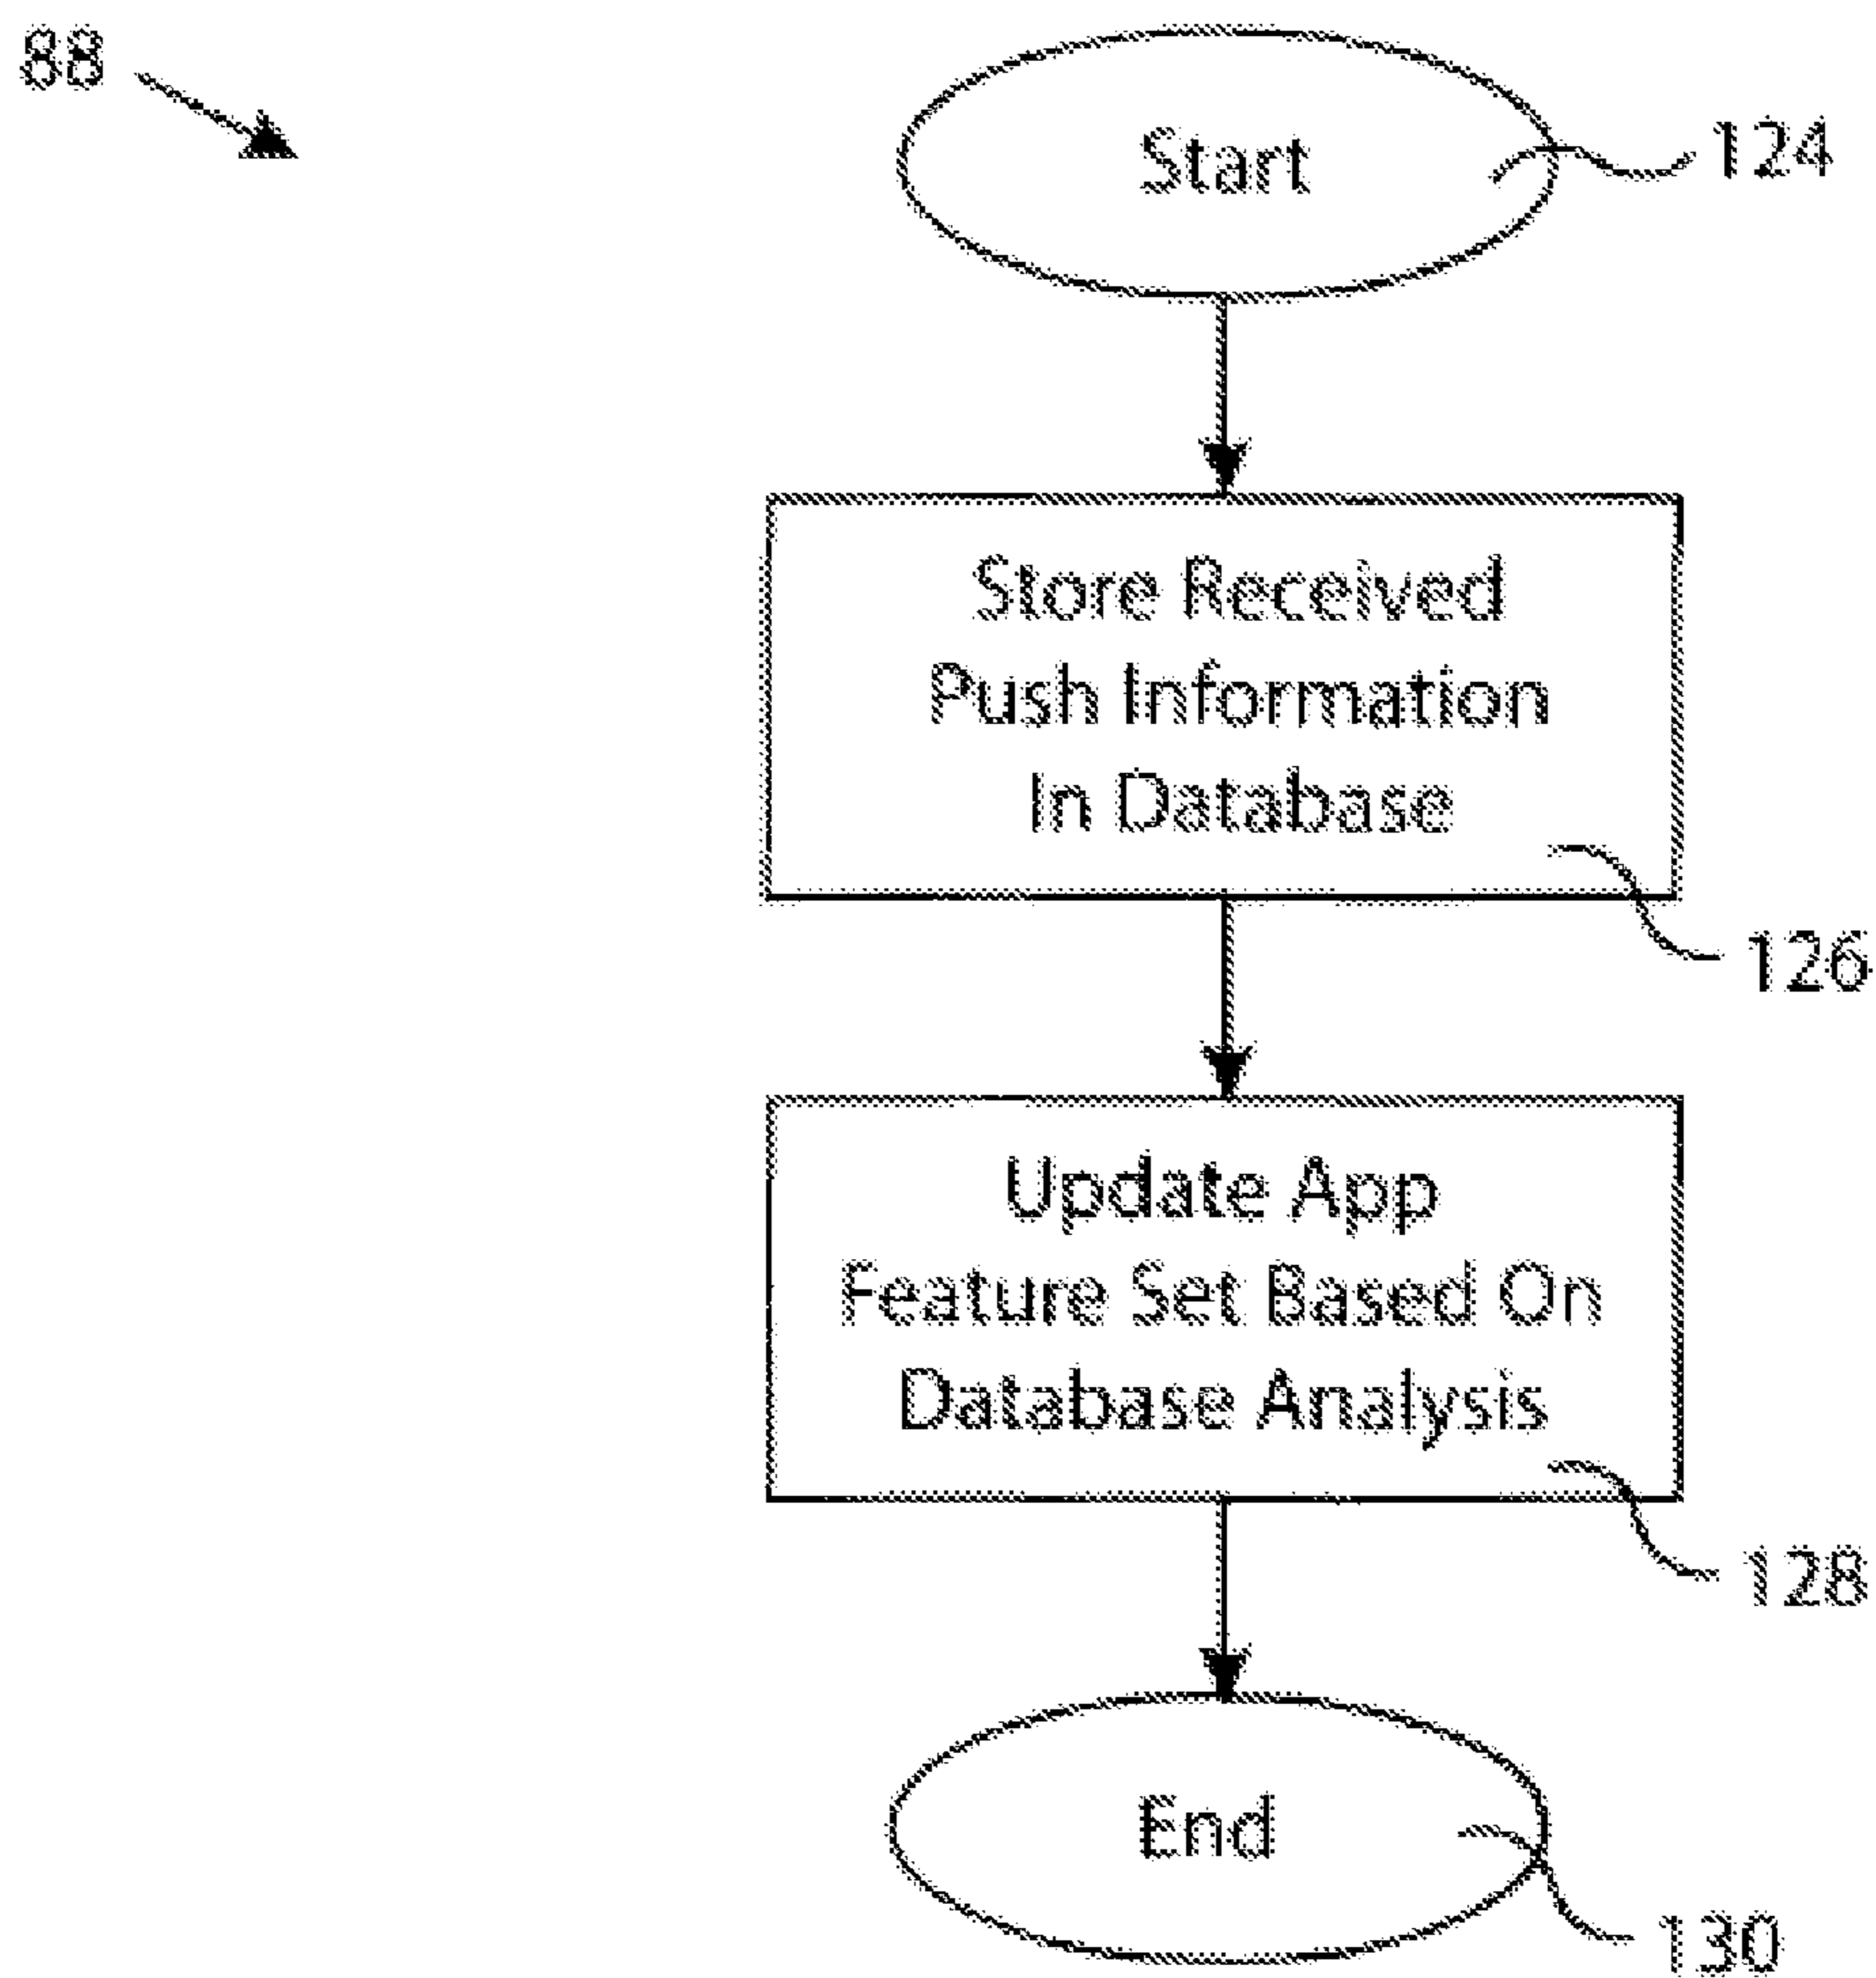 88
Start
124
Store Received
Push Information
In Database
126
Update App
Feature Set Based On
Database Analysis
128
End
130